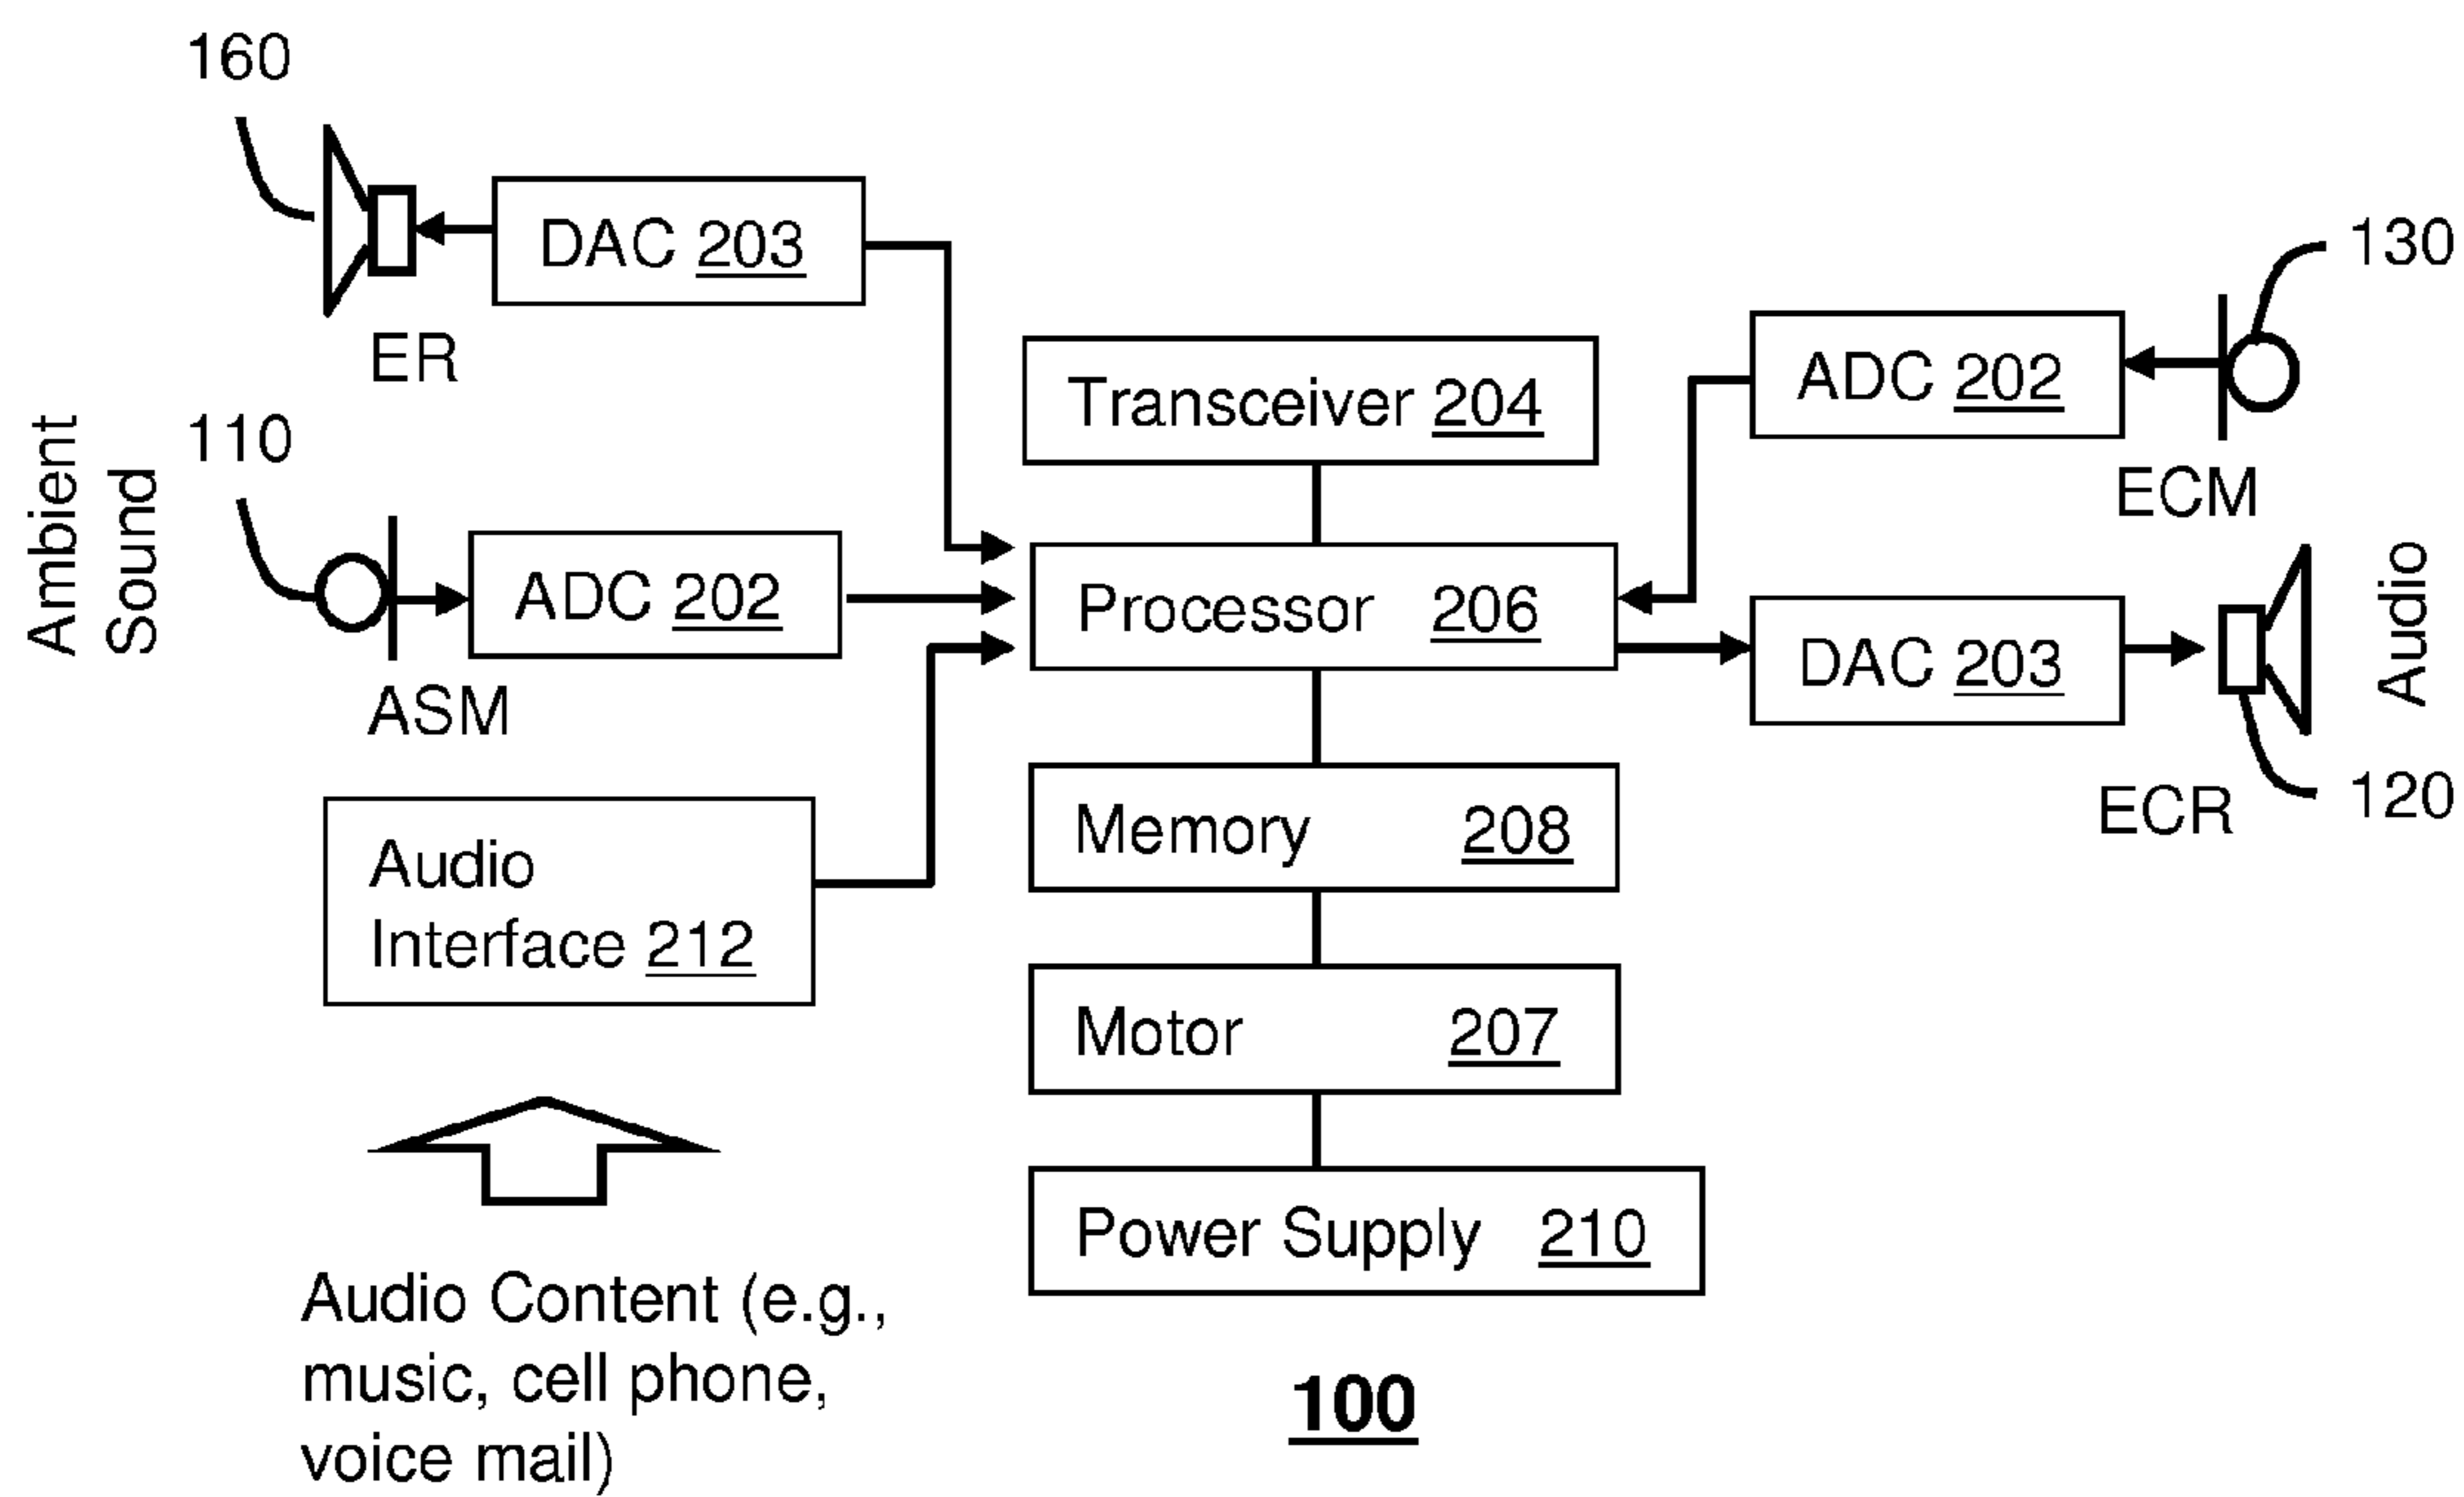 160
DAC 203
ER
130
Transceiver 204
ADC 202
ECM
Ambient
Sound
110
ADC 202
ASM
Processor 206
DAC 203
Audio
ECR
120
Audio
Interface 212
Memory 208
Motor 207
Power Supply 210
Audio Content (e.g.,
music, cell phone,
voice mail)
100